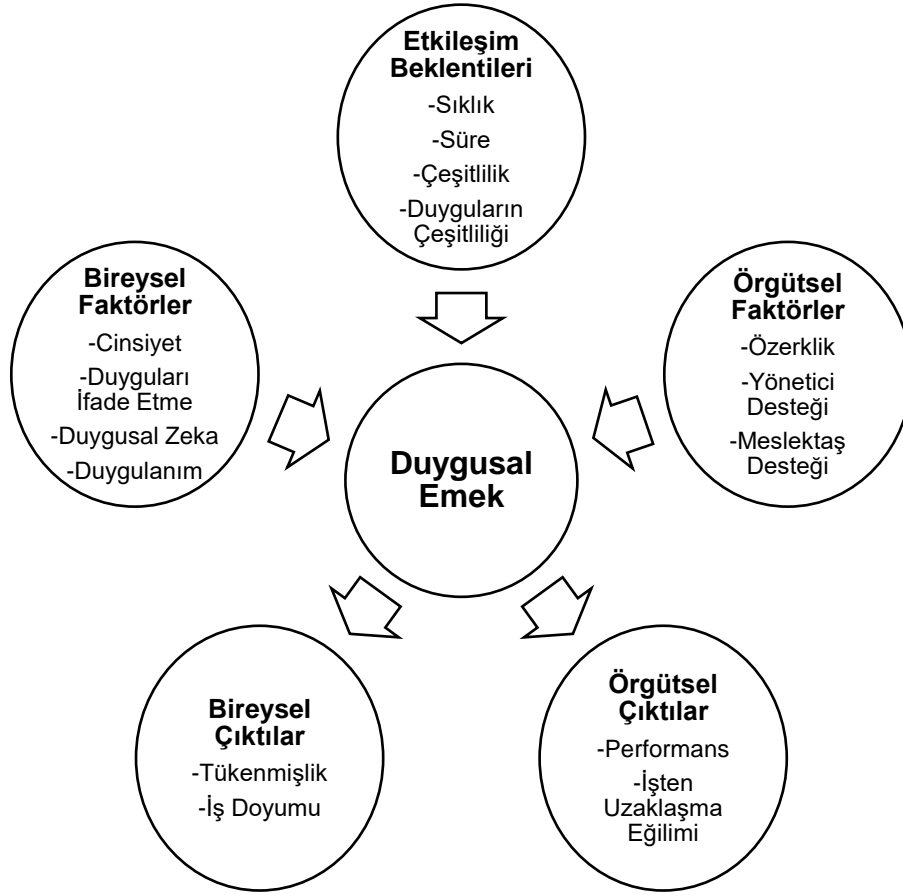 Etkileşim
Beklentileri
-Sıklık
-Süre
-Çeşitlilik
-Duyguların
Çeşitliliği
Bireysel
Faktörler
-Cinsiyet
-Duyguları
İfade Etme
-Duygusal Zeka
-Duygulanım
Örgütsel
Faktörler
-Özerklik
-Yönetici
Desteği
-Meslektaş
Desteği
Duygusal
Emek
Bireysel
Çıktılar
-Tükenmişlik
-İş Doyumu
Örgütsel
Çıktılar
-Performans
-İşten
Uzaklaşma
Eğilimi